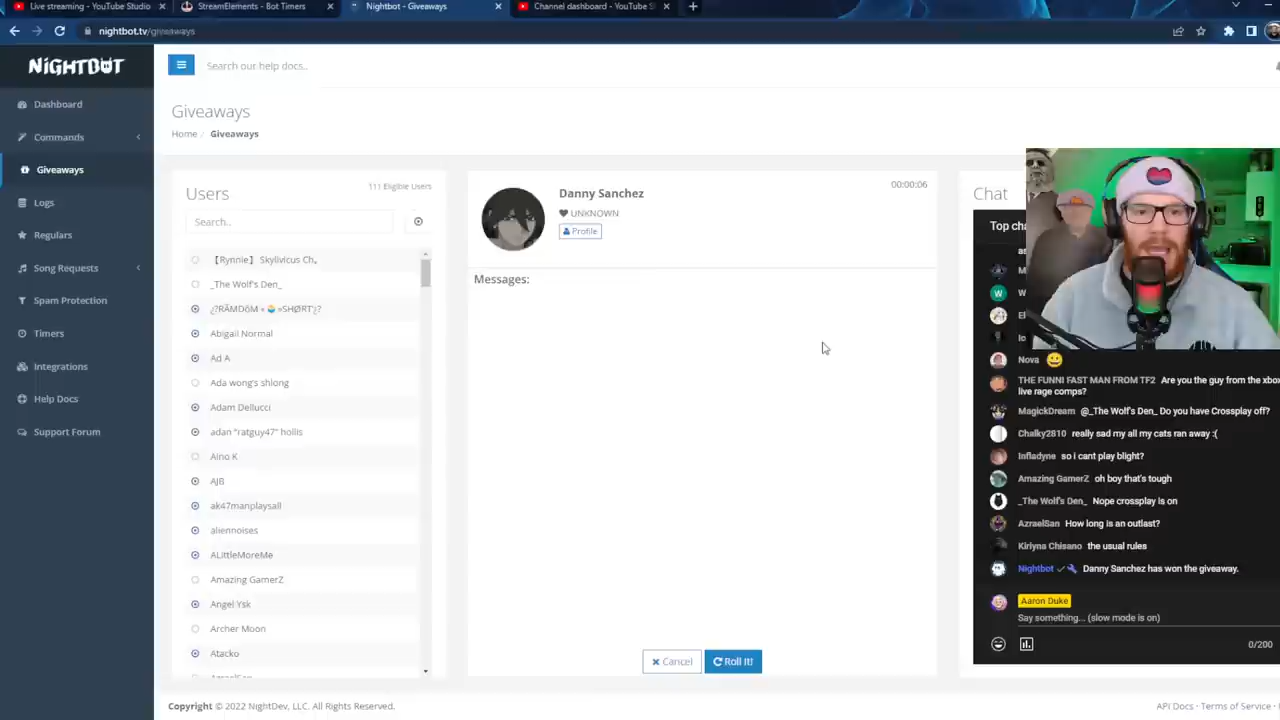 Live streaming - YouTube Studio
StreamElements - Bot Timers
Nightbot - Giveaways
Channel dashboard - YouTube S
nightbot.tv/giveaways
NIGHTBOT
Search our help docs..
Dashboard
Commands
Giveaways
Logs
Regulars
Song Requests
Spam Protection
Timers
Integrations
Help Docs
Support Forum
Giveaways
Home / Giveaways
Users
111 Eligible Users
Search..
_The Wolf's Den_
Abigail Normal
Ad A
Ada wong's shlong
Adam Dellucci
adan "ratguy47" hollis
Aino K
AJB
ak47manplaysall
aliennoises
ALittleMoreMe
Amazing GamerZ
Angel Ysk
Archer Moon
Atacko
AzraelSan
Danny Sanchez
00:00:06
UNKNOWN
Profile
Messages:
Cancel
Roll It!
Chat
Top ch
Nova 😀
THE FUNNI FAST MAN FROM TF2 Are you the guy from the xbox
live rage comps?
MagickDream @_The Wolf's Den_ Do you have Crossplay off?
Chalky2810 really sad my all my cats ran away :(
Infladyne so i cant play blight?
Amazing GamerZ oh boy that's tough
_The Wolf's Den_ Nope crossplay is on
AzraelSan How long is an outlast?
Kirlyna Chisano the usual rules
Nightbot Danny Sanchez has won the giveaway.
Aaron Duke
Say something... (slow mode is on)
0/200
Copyright © 2022 NightDev, LLC. All Rights Reserved.
API Docs - Terms of Service -